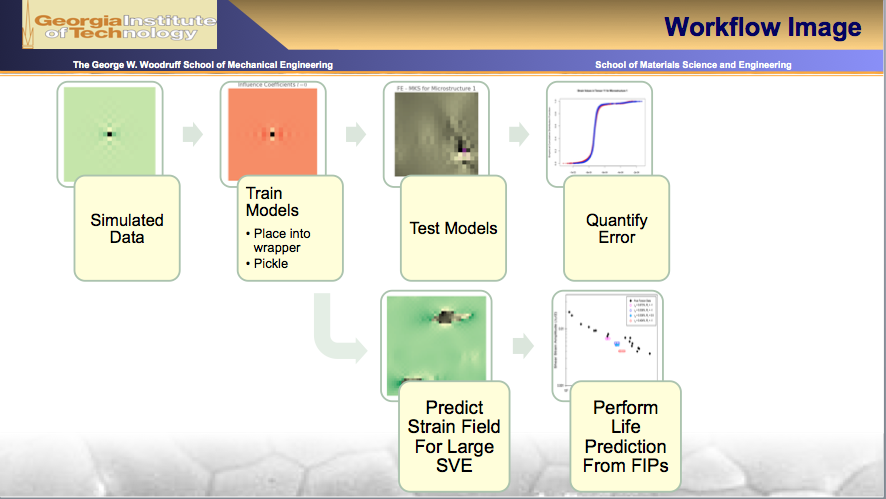 Georgia Institute
of Technology
Workflow Image
The George W. Woodruff School of Mechanical Engineering
School of Materials Science and Engineering
Influence Coefficients
FE - MKS for Microstructure 1
Simulated
Data
Train
Models
• Place into
wrapper
• Pickle
Test Models
Quantify
Error
Predict
Strain Field
For Large
SVE
Perform
Life
Prediction
From FIPs